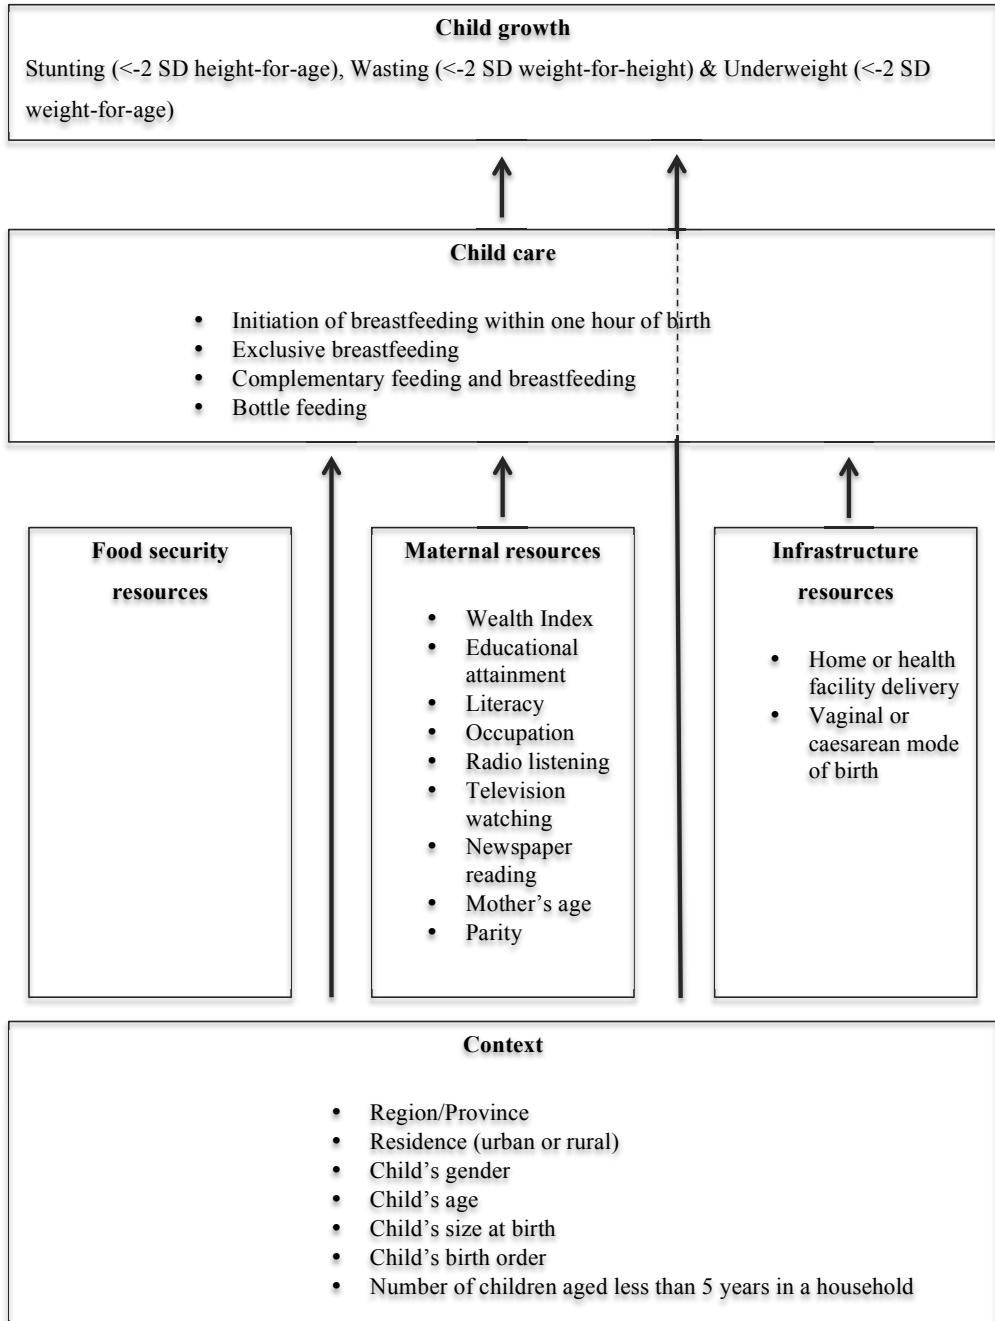 Child growth
Stunting (<-2 SD height-for-age), Wasting (<-2 SD weight-for-height) & Underweight (<-2 SD
weight-for-age)
Child care
• Initiation of breastfeeding within one hour of birth
• Exclusive breastfeeding
• Complementary feeding and breastfeeding
• Bottle feeding
Food security
resources
Maternal resources
• Wealth Index
• Educational
attainment
• Literacy
• Occupation
• Radio listening
• Television
watching
• Newspaper
reading
• Mother’s age
• Parity
Infrastructure
resources
• Home or health
facility delivery
• Vaginal or
caesarean mode
of birth
Context
• Region/Province
• Residence (urban or rural)
• Child’s gender
• Child’s age
• Child’s size at birth
• Child’s birth order
• Number of children aged less than 5 years in a household